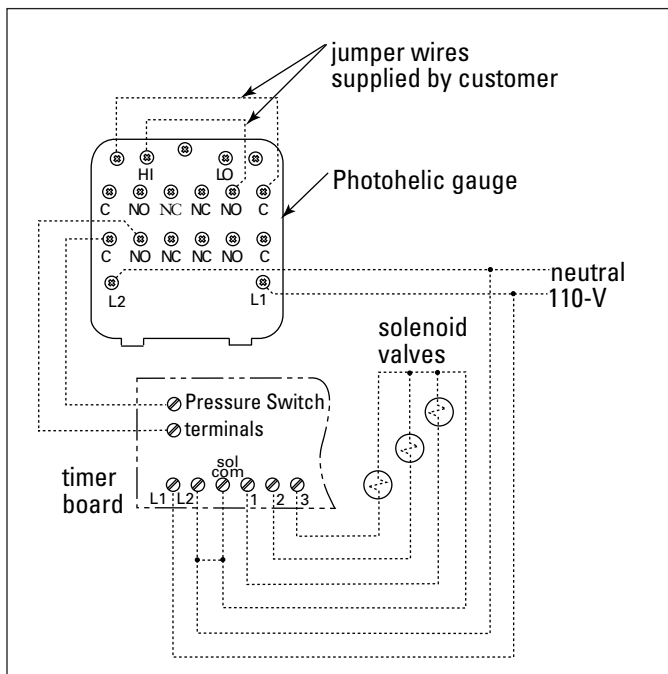 jumper wires
supplied by customer
HI LO
Photohelic gauge
C NO NC NC NO C
C NO NC NC NO C
L2 L1
neutral
110-V
solenoid
valves
Pressure Switch
terminals
timer
board
sol
com
L1 L2 1 2 3